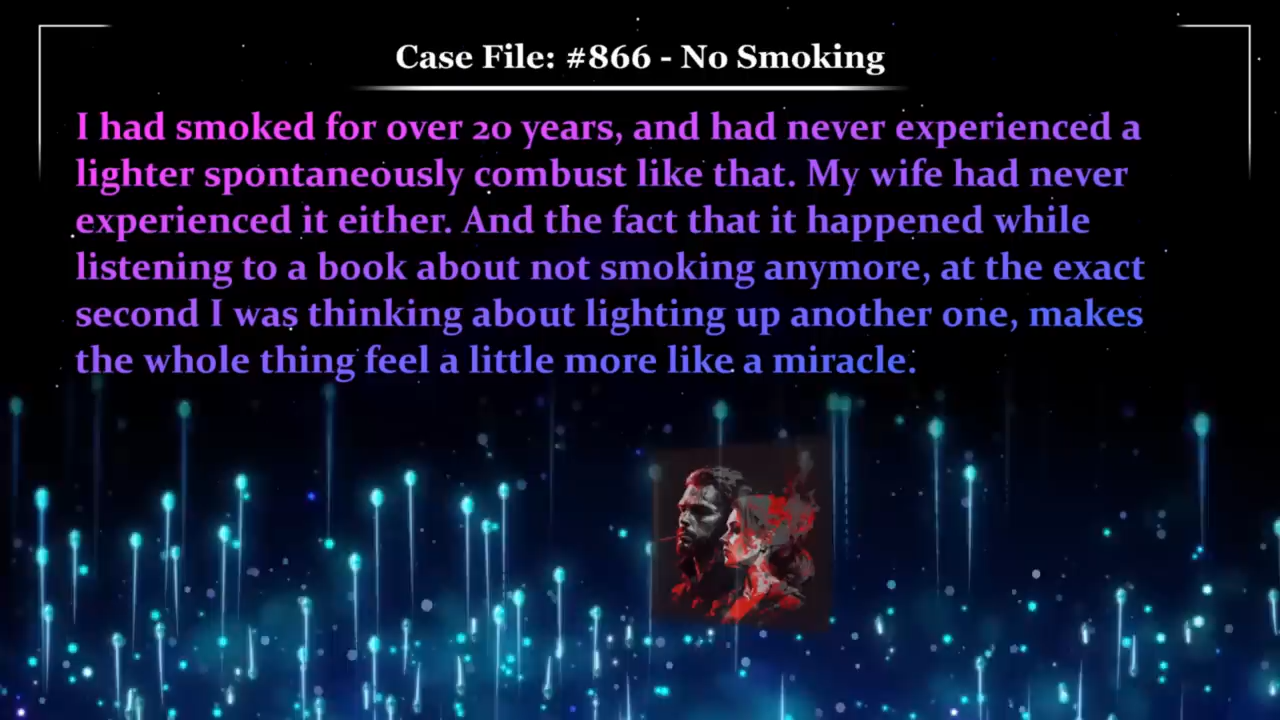 Case File: #866 - No Smoking
I had smoked for over 20 years, and had never experienced a
lighter spontaneously combust like that. My wife had never
experienced it either. And the fact that it happened while
listening to a book about not smoking anymore, at the exact
second I was thinking about lighting up another one, makes
the whole thing feel a little more like a miracle.